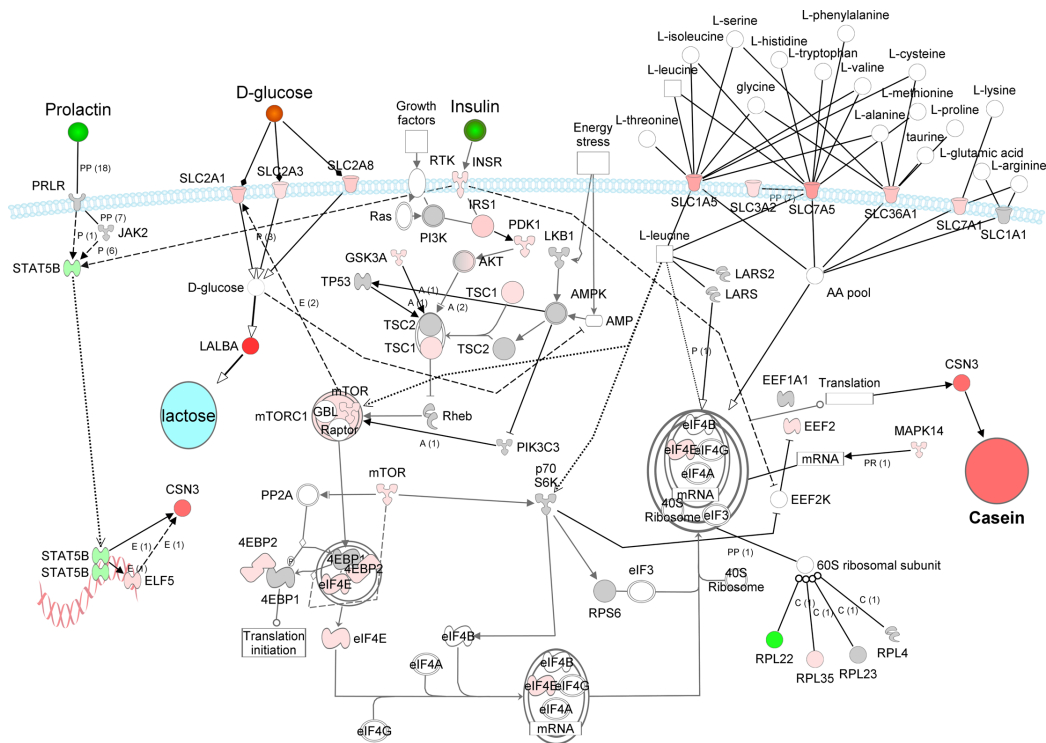 L-phenylalanine
L-serine
L-isoleucine
L-histidine
L-tryptophan
L-cysteine
L-leucine
L-valine
glycine
L-methionine
L-lysine
L-threonine
L-alanine
L-proline
taurine
L-glutamic acid
L-arginine
Prolactin
D-glucose
Insulin
Growth
factors
Energy
stress
PP (18)
PRLR
SLC2A1
SLC2A3
SLC2A8
RTK
INSR
IRS1
PP (7)
JAK2
P (1)
P (6)
STAT5B
P (3)
Ras
PI3K
PDK1
LKB1
SLC1A5
SLC3A2
PP (7)
SLC7A5
SLC36A1
SLC7A1
SLC1A1
L-leucine
GSK3A
AKT
TP53
A (1)
A (1)
A (2)
TSC1
AMPK
AMP
LARS2
LARS
AA pool
D-glucose
E (2)
TSC2
TSC1
TSC2
P (1)
LALBA
lactose
mTOR
mTORC1
GBL
Raptor
Rheb
A (1)
PIK3C3
EEF1A1
Translation
CSN3
EEF2
MAPK14
mRNA
PR (1)
eIF4B
eIF4E
eIF4G
eIF4A
mRNA
40S
Ribosome
eIF3
EEF2K
Casein
mTOR
PP2A
p70
S6K
CSN3
E (1)
E (1)
E (1)
STAT5B
STAT5B
ELF5
4EBP2
P
4EBP1
4EBP1
4EBP2
eIF4E
RPS6
eIF3
40S
Ribosome
PP (1)
60S ribosomal subunit
C (1)
C (1)
C (1)
C (1)
RPL22
RPL35
RPL23
RPL4
Translation
initiation
eIF4E
eIF4A
eIF4B
eIF4G
eIF4B
eIF4E
eIF4G
eIF4A
mRNA